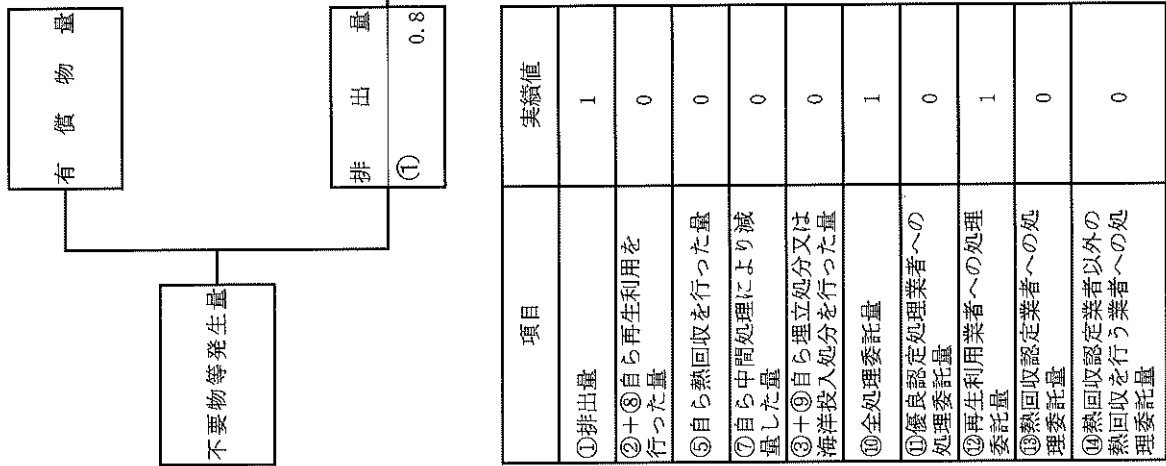 不要物等発生量
有償物量
排出量
① 0.8
項目 実績値
①排出量 1
②+⑧自ら再生利用を
行った量 0
⑤自ら熱回収を行った量 0
⑦自ら中間処理により減
量した量 0
③+⑨自ら埋立処分又は
海洋投入処分を行った量 0
⑩全処理委託量 1
⑪優良認定処理業者への
処理委託量 0
⑫再生利用業者への処理
委託量 1
⑬熱回収認定業者への処
理委託量 0
⑭熱回収認定業者以外の
熱回収を行う業者への処
理委託量 0